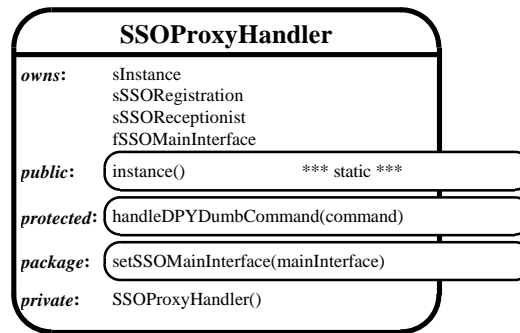 SSOProxyHandler
owns: sInstance
sSSORegistration
sSSOReceptionist
fSSOMainInterface
public: instance() *** static ***
protected: handleDPYDumbCommand(command)
package: setSSOMainInterface(mainInterface)
private: SSOProxyHandler()